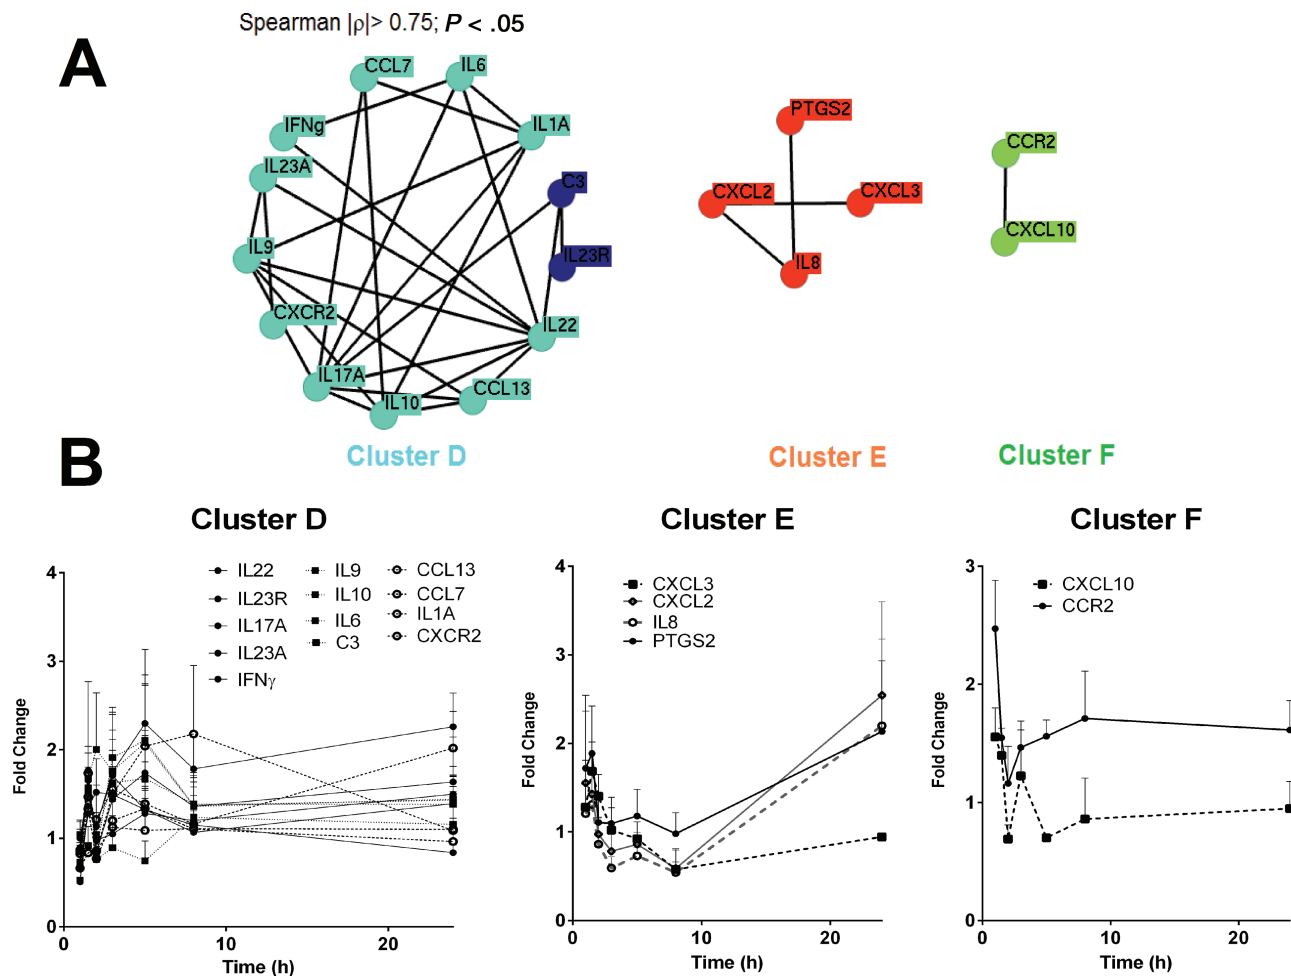 Spearman |ρ|> 0.75; P < .05
A
CCL7
IL6
IFNg
IL1A
IL23A
C3
IL9
IL23R
CXCR2
IL22
IL17A
IL10
CCL13
PTGS2
CXCL2
CXCL3
IL8
CCR2
CXCL10
Cluster D
Cluster E
Cluster F
B
Cluster D
IL22
IL23R
IL17A
IL23A
IFNγ
IL9
IL10
IL6
C3
CCL13
CCL7
IL1A
CXCR2
Fold Change
4
3
2
1
0
0
10
20
Time (h)
Cluster E
CXCL3
CXCL2
IL8
PTGS2
Fold Change
4
3
2
1
0
0
10
20
Time (h)
Cluster F
CXCL10
CCR2
Fold Change
3
2
1
0
0
10
20
Time (h)